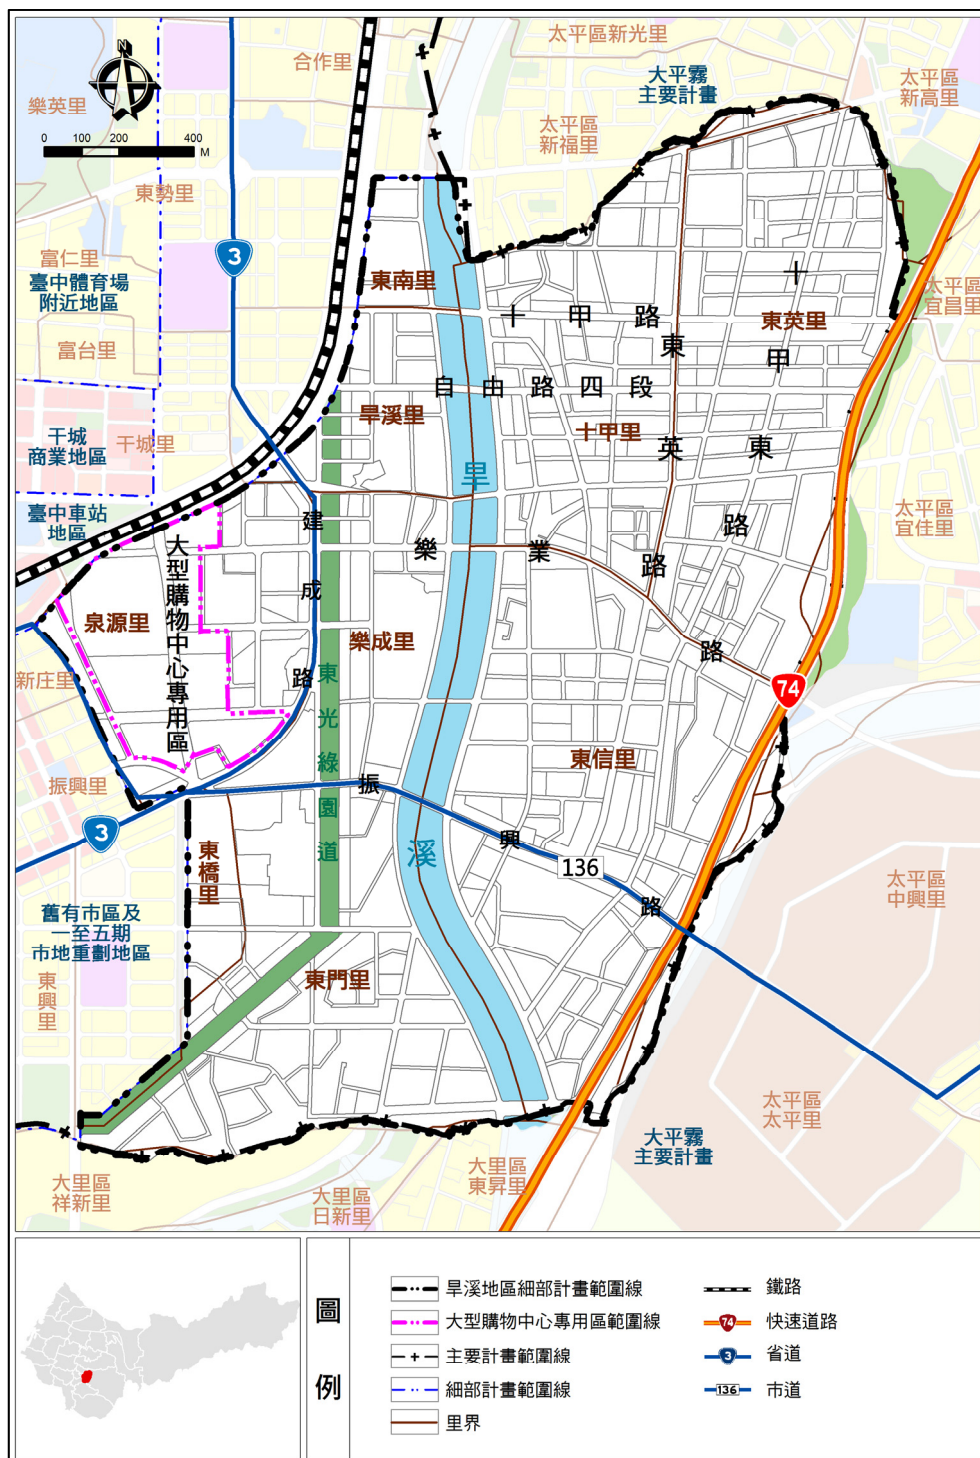 太平區新光里
合作里
大平霧
主要計畫
太平區
新高里
N
樂英里
太平區
新福里
0 100 200 400
M
東勢里
3
富仁里
臺中體育場
附近地區
東南里
十
太平區
宜昌里
十甲路
東英里
富台里
東
甲
自由路四段
旱溪里
十甲里
干城
商業地區
干城里
英
東
旱
太平區
宜佳里
臺中車站
地區
建
路
大型購物中心專用區
樂業
路
成
泉源里
樂成里
路
新庄里
路
東光綠園道
74
東信里
振興里
振
3
興
136
東橋里
溪
太平區
中興里
路
舊有市區及
一至五期
市地重劃地區
東興里
東門里
太平區
太平里
大平霧
主要計畫
大里區
祥新里
大里區
日新里
大里區
東昇里
圖例
旱溪地區細部計畫範圍線
大型購物中心專用區範圍線
主要計畫範圍線
細部計畫範圍線
里界
鐵路
74 快速道路
3 省道
136 市道